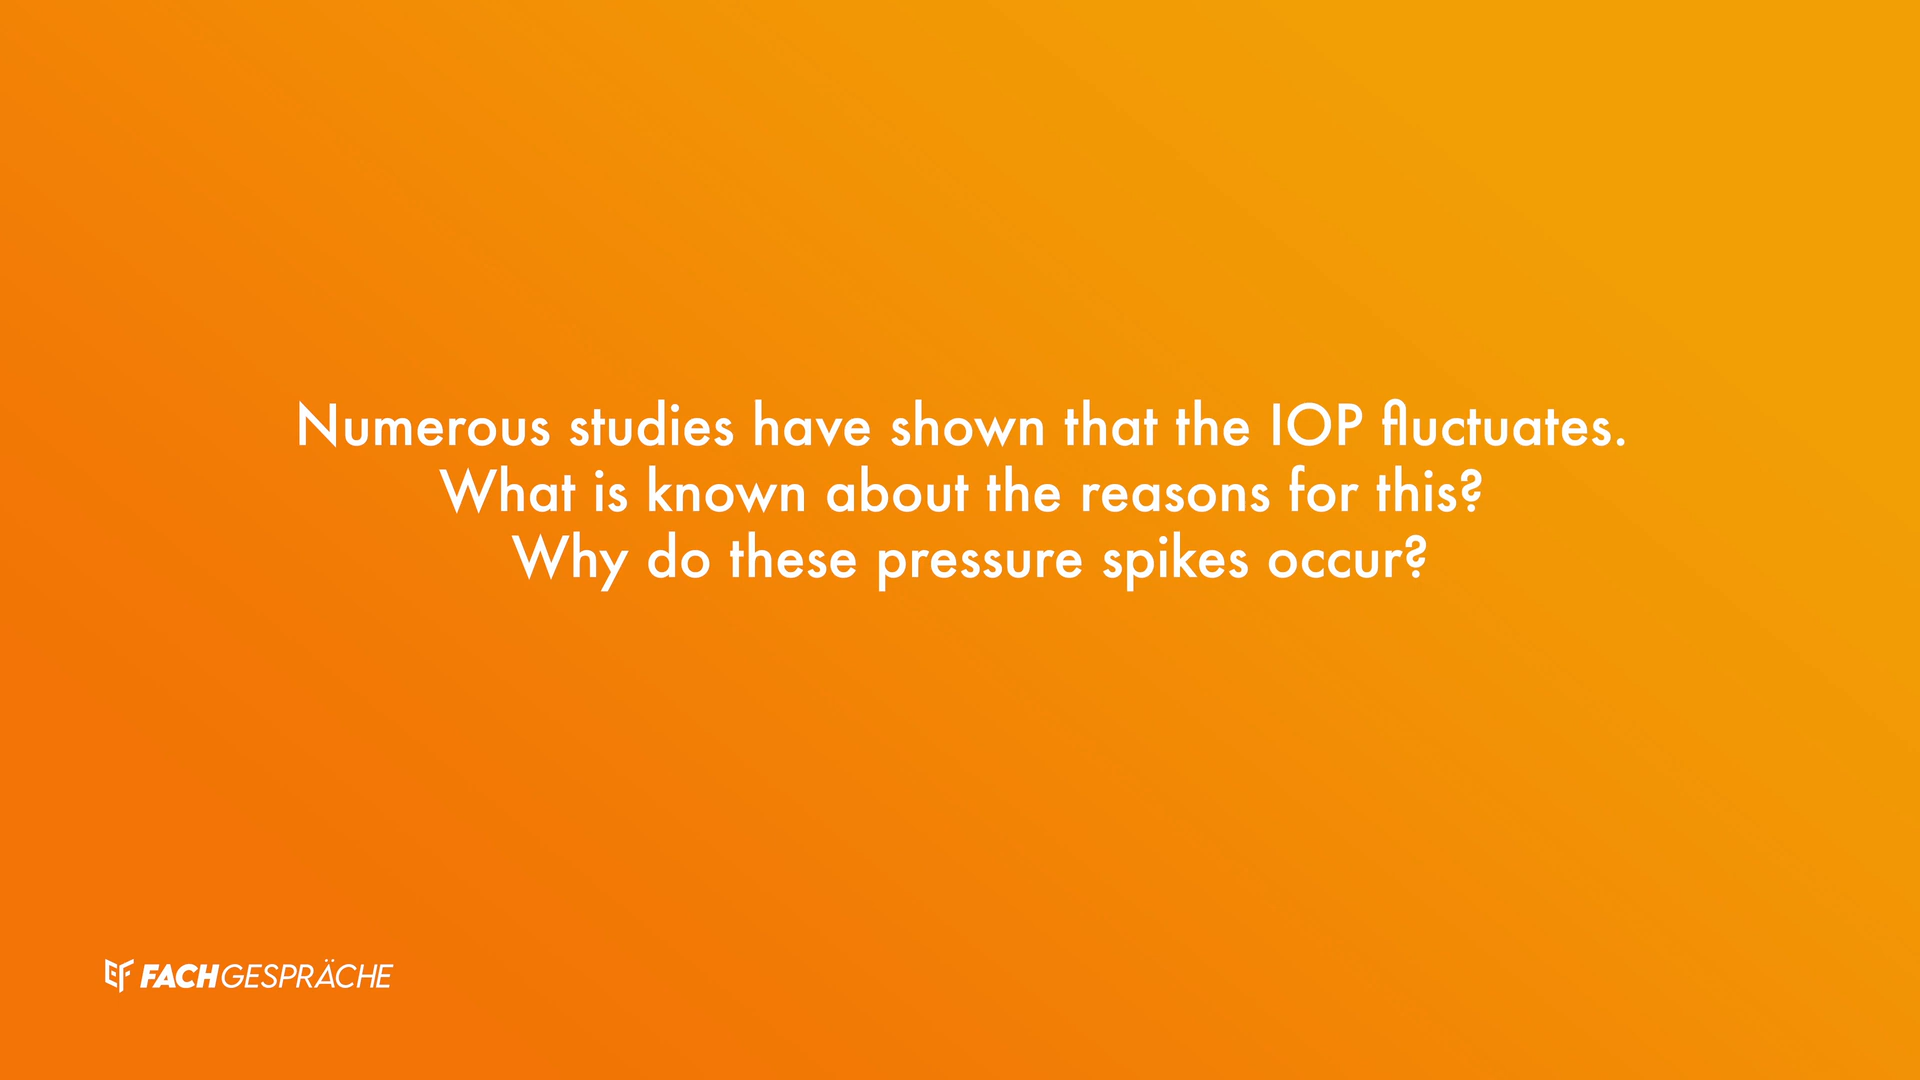 Numerous studies have shown that the IOP fluctuates.
What is known about the reasons for this?
Why do these pressure spikes occur?
EF FACHGESPRÄCHE